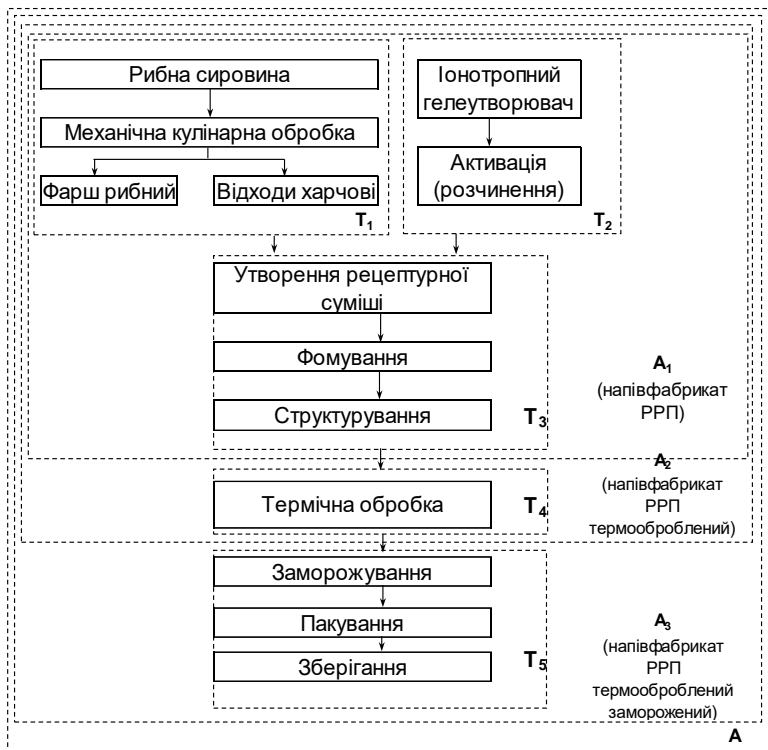 Рибна сировина
Механічна кулінарна обробка
Фарш рибний
Відходи харчові
T1
Іонотропний
гелеутворювач
Активація
(розчинення)
T2
Утворення рецептурної
суміші
Фомування
Структурування
T3
A1
(напівфабрикат
РРП)
Термічна обробка
T4
A2
(напівфабрикат
РРП
термооброблений)
Заморожування
Пакування
Зберігання
T5
A3
(напівфабрикат
РРП
термооброблений
заморожений)
A